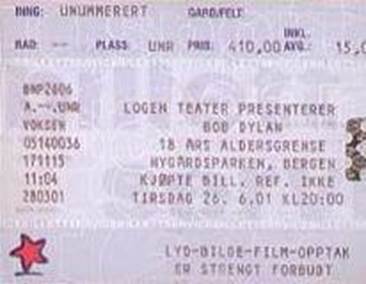 INNG: UNUMMERERT GARD/FELT
RAD: -- PLASS UNR PRIS: 410,00 INKL. AVG.: 15,0
BNP2606
A.--.UNR LOGEN TEATER PRESENTERER
VOKSEN BOB DYLAN
05140036 18 ÅRS ALDERSGRENSE
171115 NYGÅRDSPARKEN, BERGEN
11:04 KJØPTE BILL. REF. IKKE
280301 TIRSDAG 26. 6.01 KL20:00
LYD-BILDE-FILM-OPPTAK
ER STRENGT FORBUDT